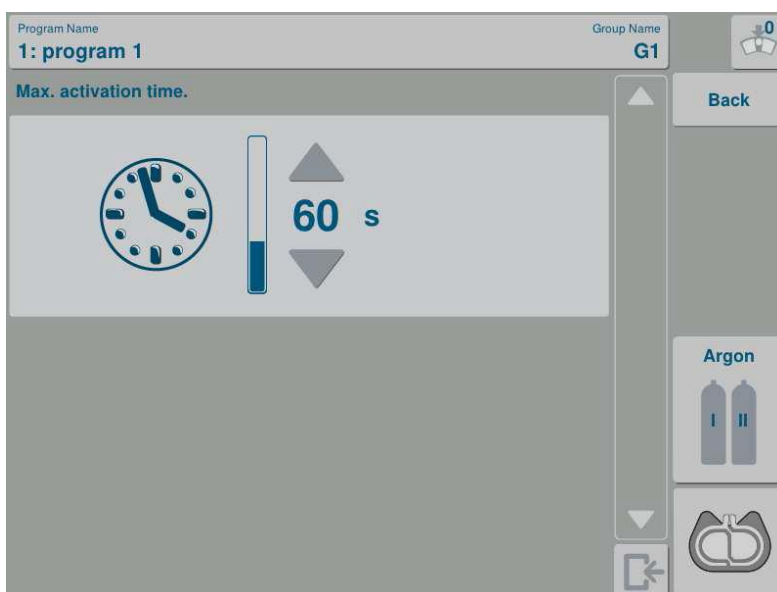 Program Name
1: program 1
Group Name
G1
0
Max. activation time.
Back
60 s
Argon
I II